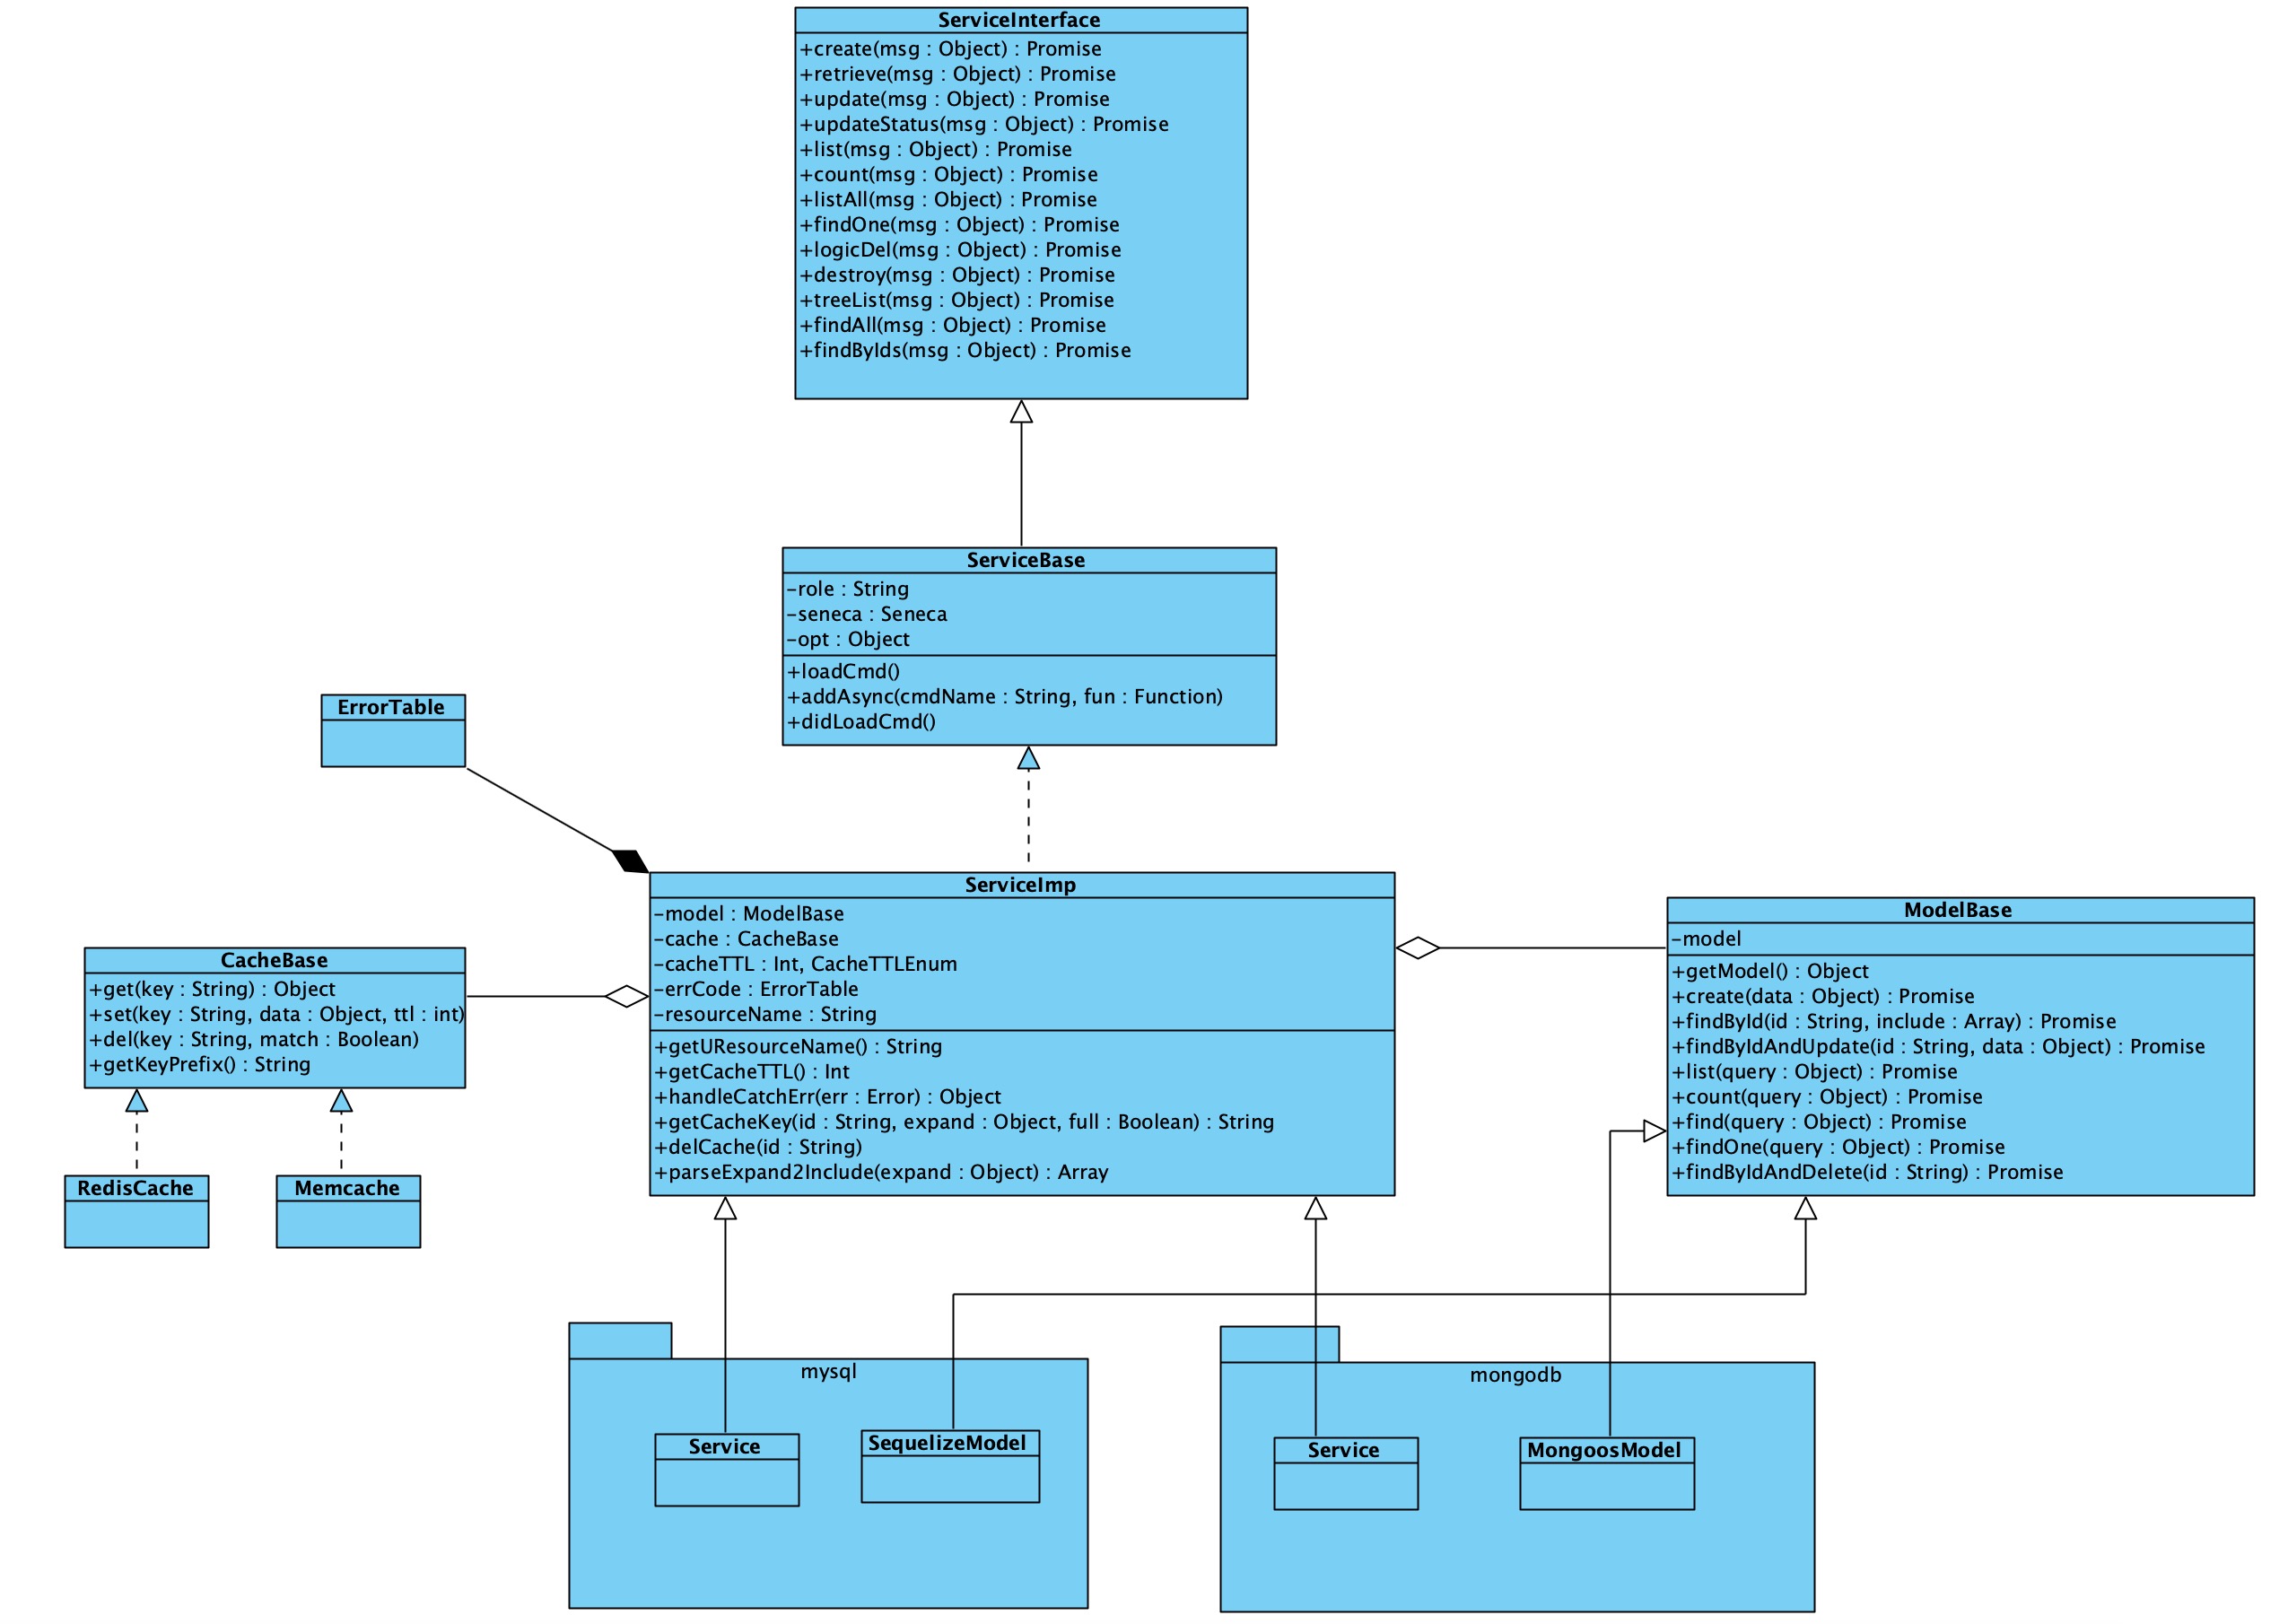 ServiceInterface
+create(msg : Object) : Promise
+retrieve(msg : Object) : Promise
+update(msg : Object) : Promise
+updateStatus(msg : Object) : Promise
+list(msg : Object) : Promise
+count(msg : Object) : Promise
+listAll(msg : Object) : Promise
+findOne(msg : Object) : Promise
+logicDel(msg : Object) : Promise
+destroy(msg : Object) : Promise
+treeList(msg : Object) : Promise
+findAll(msg : Object) : Promise
+findByIds(msg : Object) : Promise
ServiceBase
-role : String
-seneca : Seneca
-opt : Object
+loadCmd()
+addAsync(cmdName : String, fun : Function)
+didLoadCmd()
ErrorTable
ServiceImp
-model : ModelBase
-cache : CacheBase
-cacheTTL : Int, CacheTTLEnum
-errCode : ErrorTable
-resourceName : String
+getUResourceName() : String
+getCacheTTL() : Int
+handleCatchErr(err : Error) : Object
+getCacheKey(id : String, expand : Object, full : Boolean) : String
+delCache(id : String)
+parseExpand2Include(expand : Object) : Array
ModelBase
-model
+getModel() : Object
+create(data : Object) : Promise
+findById(id : String, include : Array) : Promise
+findByIdAndUpdate(id : String, data : Object) : Promise
+list(query : Object) : Promise
+count(query : Object) : Promise
+find(query : Object) : Promise
+findOne(query : Object) : Promise
+findByIdAndDelete(id : String) : Promise
CacheBase
+get(key : String) : Object
+set(key : String, data : Object, ttl : int)
+del(key : String, match : Boolean)
+getKeyPrefix() : String
RedisCache
Memcache
mysql
Service
SequelizeModel
mongodb
Service
MongoosModel